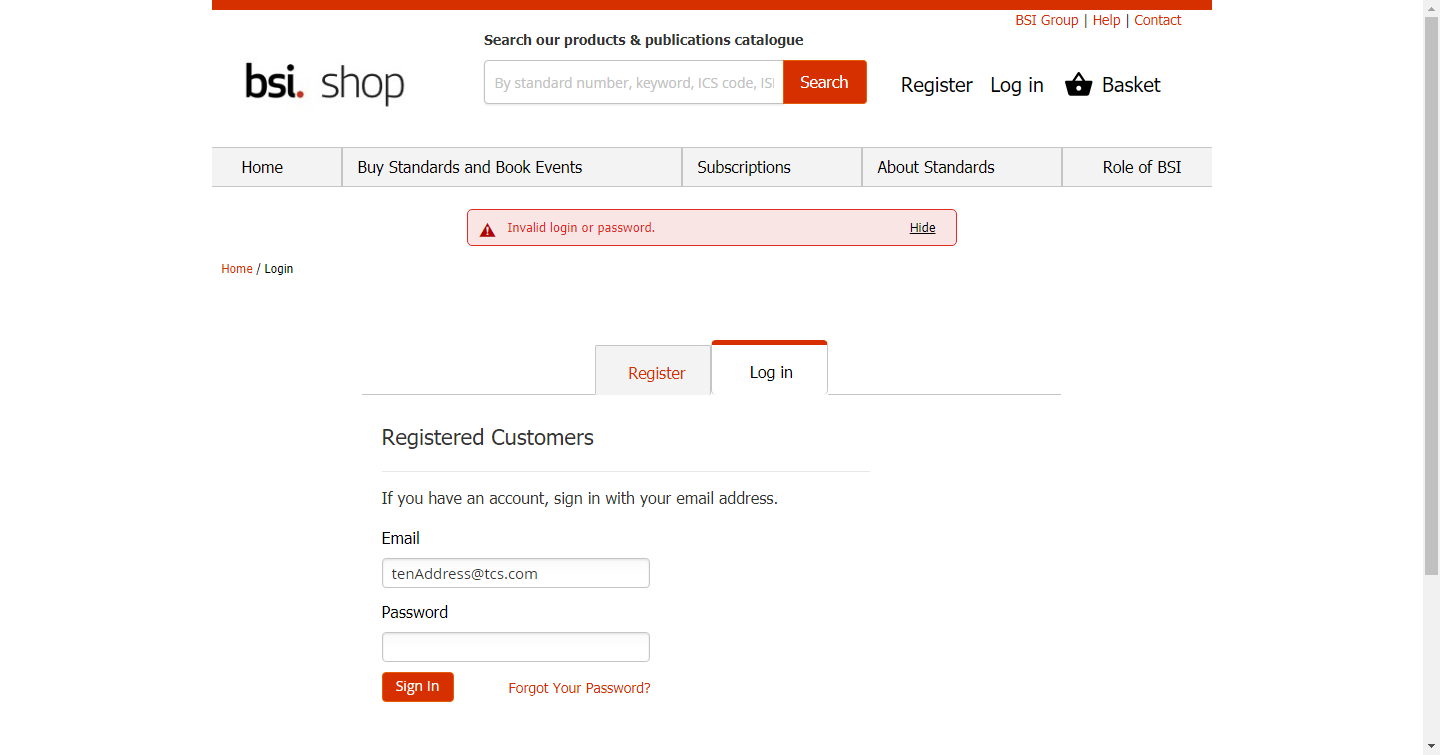 BSI Group | Help | Contact
Search our products & publications catalogue
bsi. shop
By standard number, keyword, ICS code, ISI
Search
Register
Log in
Basket
Home
Buy Standards and Book Events
Subscriptions
About Standards
Role of BSI
Invalid login or password.
Hide
Home / Login
Register
Log in
Registered Customers
If you have an account, sign in with your email address.
Email
tenAddress@tcs.com
Password
Sign In
Forgot Your Password?